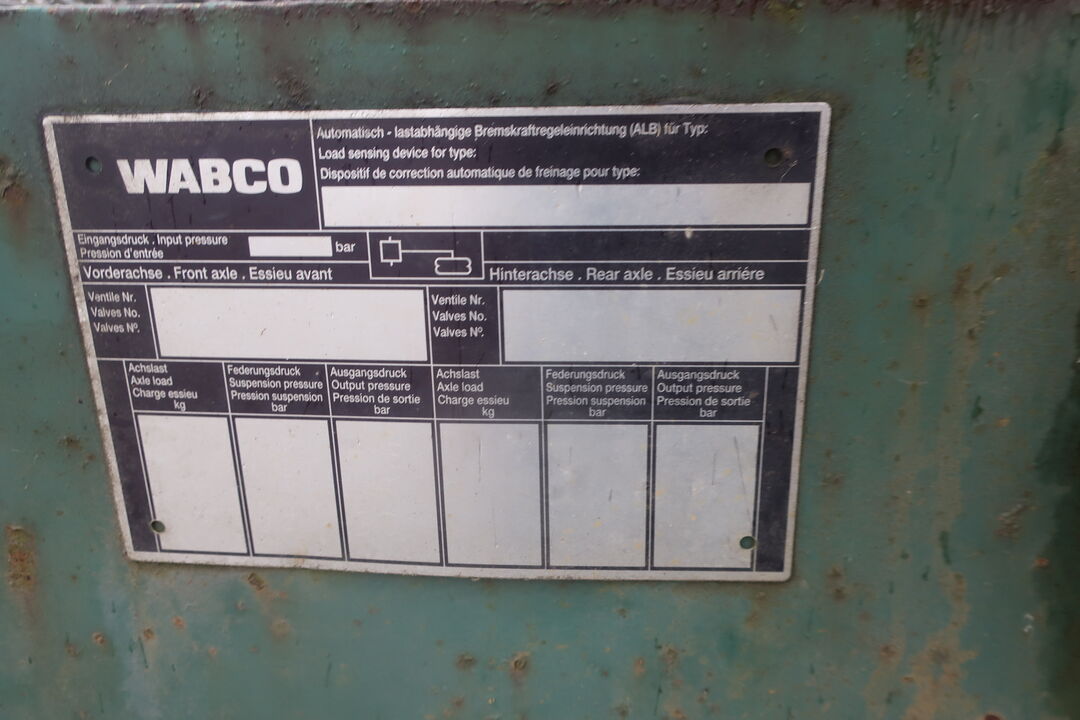 WABCO
Automatisch - lastabhängige Bremskraftregeleinrichtung (ALB) für Typ:
Load sensing device for type:
Dispositif de correction automatique de freinage pour type:
Eingangsdruck . Input pressure
Pression d'entrée
bar
Vorderachse . Front axle . Essieu avant
Hinterachse . Rear axle . Essieu arriére
Ventile Nr.
Valves No.
Valves Nº.
Ventile Nr.
Valves No.
Valves Nº.
Achslast
Axle load
Charge essieu
kg
Federungsdruck
Suspension pressure
Pression suspension
bar
Ausgangsdruck
Output pressure
Pression de sortie
bar
Achslast
Axle load
Charge essieu
kg
Federungsdruck
Suspension pressure
Pression suspension
bar
Ausgangsdruck
Output pressure
Pression de sortie
bar